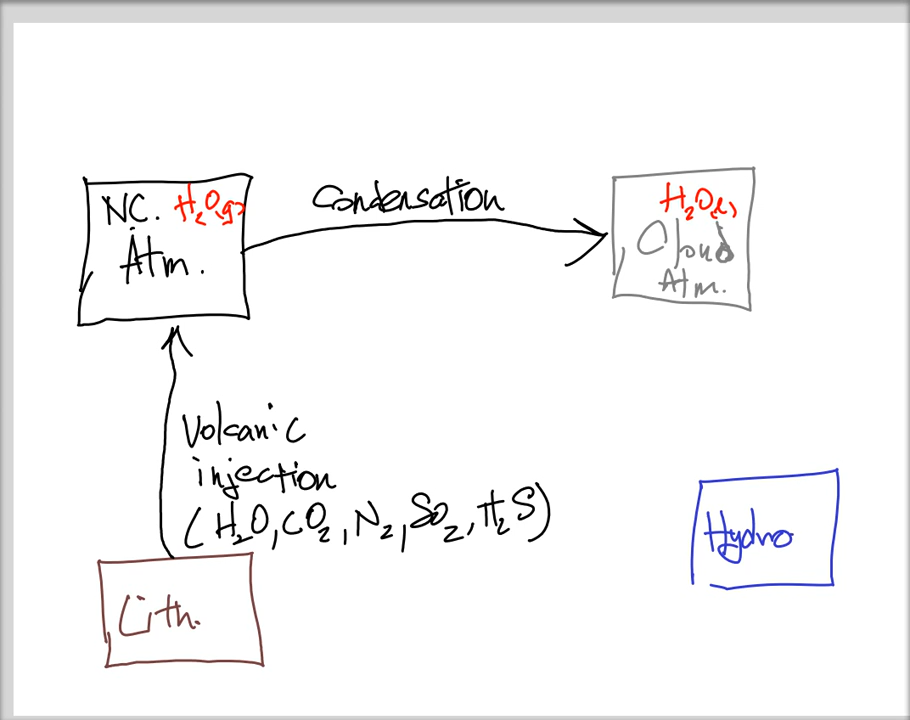 NC. H₂O(g)
Atm.
Condensation
H₂O(l)
Cloud
Atm.
Volcanic
injection
(H₂O, CO₂, N₂, SO₂, H₂S)
Hydro
Lith.